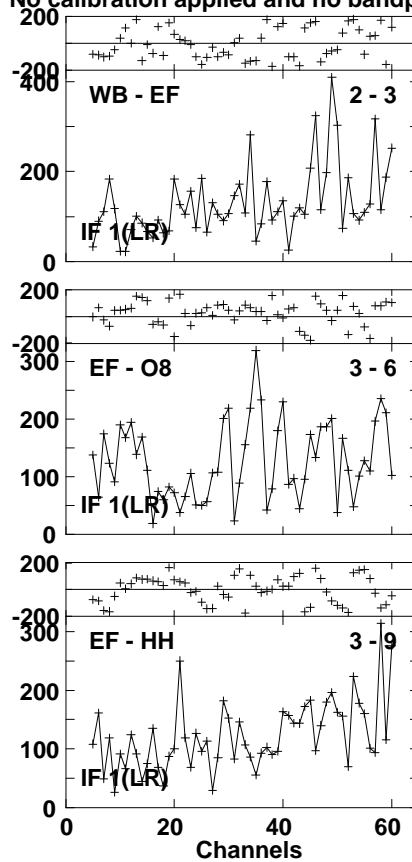 No calibration applied and no bandp
200
-200
400
WB - EF 2 - 3
200
IF 1(LR)
0
200
-200
300
EF - O8 3 - 6
200
100
IF 1(LR)
0
200
-200
300
EF - HH 3 - 9
200
100
IF 1(LR)
0
0 20 40 60
Channels